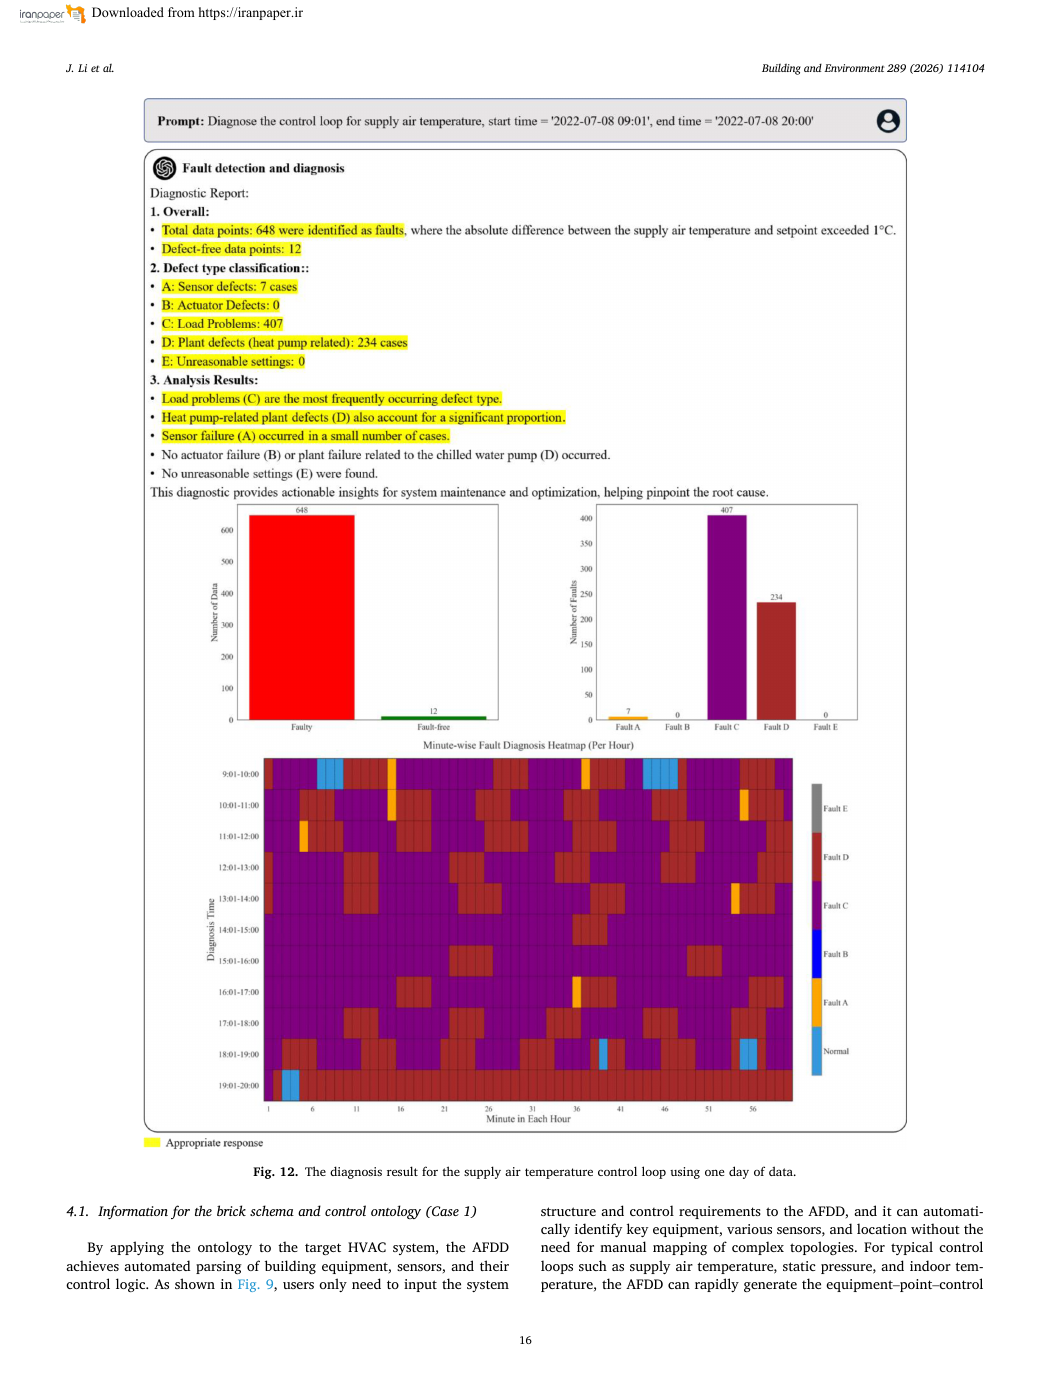 iranpaper
Downloaded from https://iranpaper.ir
J. Li et al.
Building and Environment 289 (2026) 114104
Prompt: Diagnose the control loop for supply air temperature, start time = '2022-07-08 09:01', end time = '2022-07-08 20:00'
Fault detection and diagnosis
Diagnostic Report:
1. Overall:
• Total data points: 648 were identified as faults, where the absolute difference between the supply air temperature and setpoint exceeded 1°C.
• Defect-free data points: 12
2. Defect type classification::
• A: Sensor defects: 7 cases
• B: Actuator Defects: 0
• C: Load Problems: 407
• D: Plant defects (heat pump related): 234 cases
• E: Unreasonable settings: 0
3. Analysis Results:
• Load problems (C) are the most frequently occurring defect type.
• Heat pump-related plant defects (D) also account for a significant proportion.
• Sensor failure (A) occurred in a small number of cases.
• No actuator failure (B) or plant failure related to the chilled water pump (D) occurred.
• No unreasonable settings (E) were found.
This diagnostic provides actionable insights for system maintenance and optimization, helping pinpoint the root cause.
Number of Data
600
500
400
300
200
100
0
648
12
Faulty
Fault-free
Number of Faults
400
350
300
250
200
150
100
50
0
7
0
407
234
0
Fault A
Fault B
Fault C
Fault D
Fault E
Minute-wise Fault Diagnosis Heatmap (Per Hour)
Diagnosis Time
9:01-10:00
10:01-11:00
11:01-12:00
12:01-13:00
13:01-14:00
14:01-15:00
15:01-16:00
16:01-17:00
17:01-18:00
18:01-19:00
19:01-20:00
1
6
11
16
21
26
31
36
41
46
51
56
Minute in Each Hour
Fault E
Fault D
Fault C
Fault B
Fault A
Normal
Appropriate response
Fig. 12. The diagnosis result for the supply air temperature control loop using one day of data.
4.1. Information for the brick schema and control ontology (Case 1)
By applying the ontology to the target HVAC system, the AFDD
achieves automated parsing of building equipment, sensors, and their
control logic. As shown in Fig. 9, users only need to input the system
structure and control requirements to the AFDD, and it can automati-
cally identify key equipment, various sensors, and location without the
need for manual mapping of complex topologies. For typical control
loops such as supply air temperature, static pressure, and indoor tem-
perature, the AFDD can rapidly generate the equipment–point–control
16